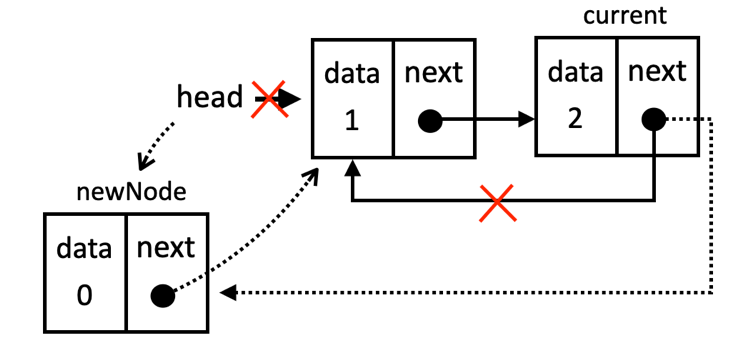 current
data next
1
data next
2
head
newNode
data next
0